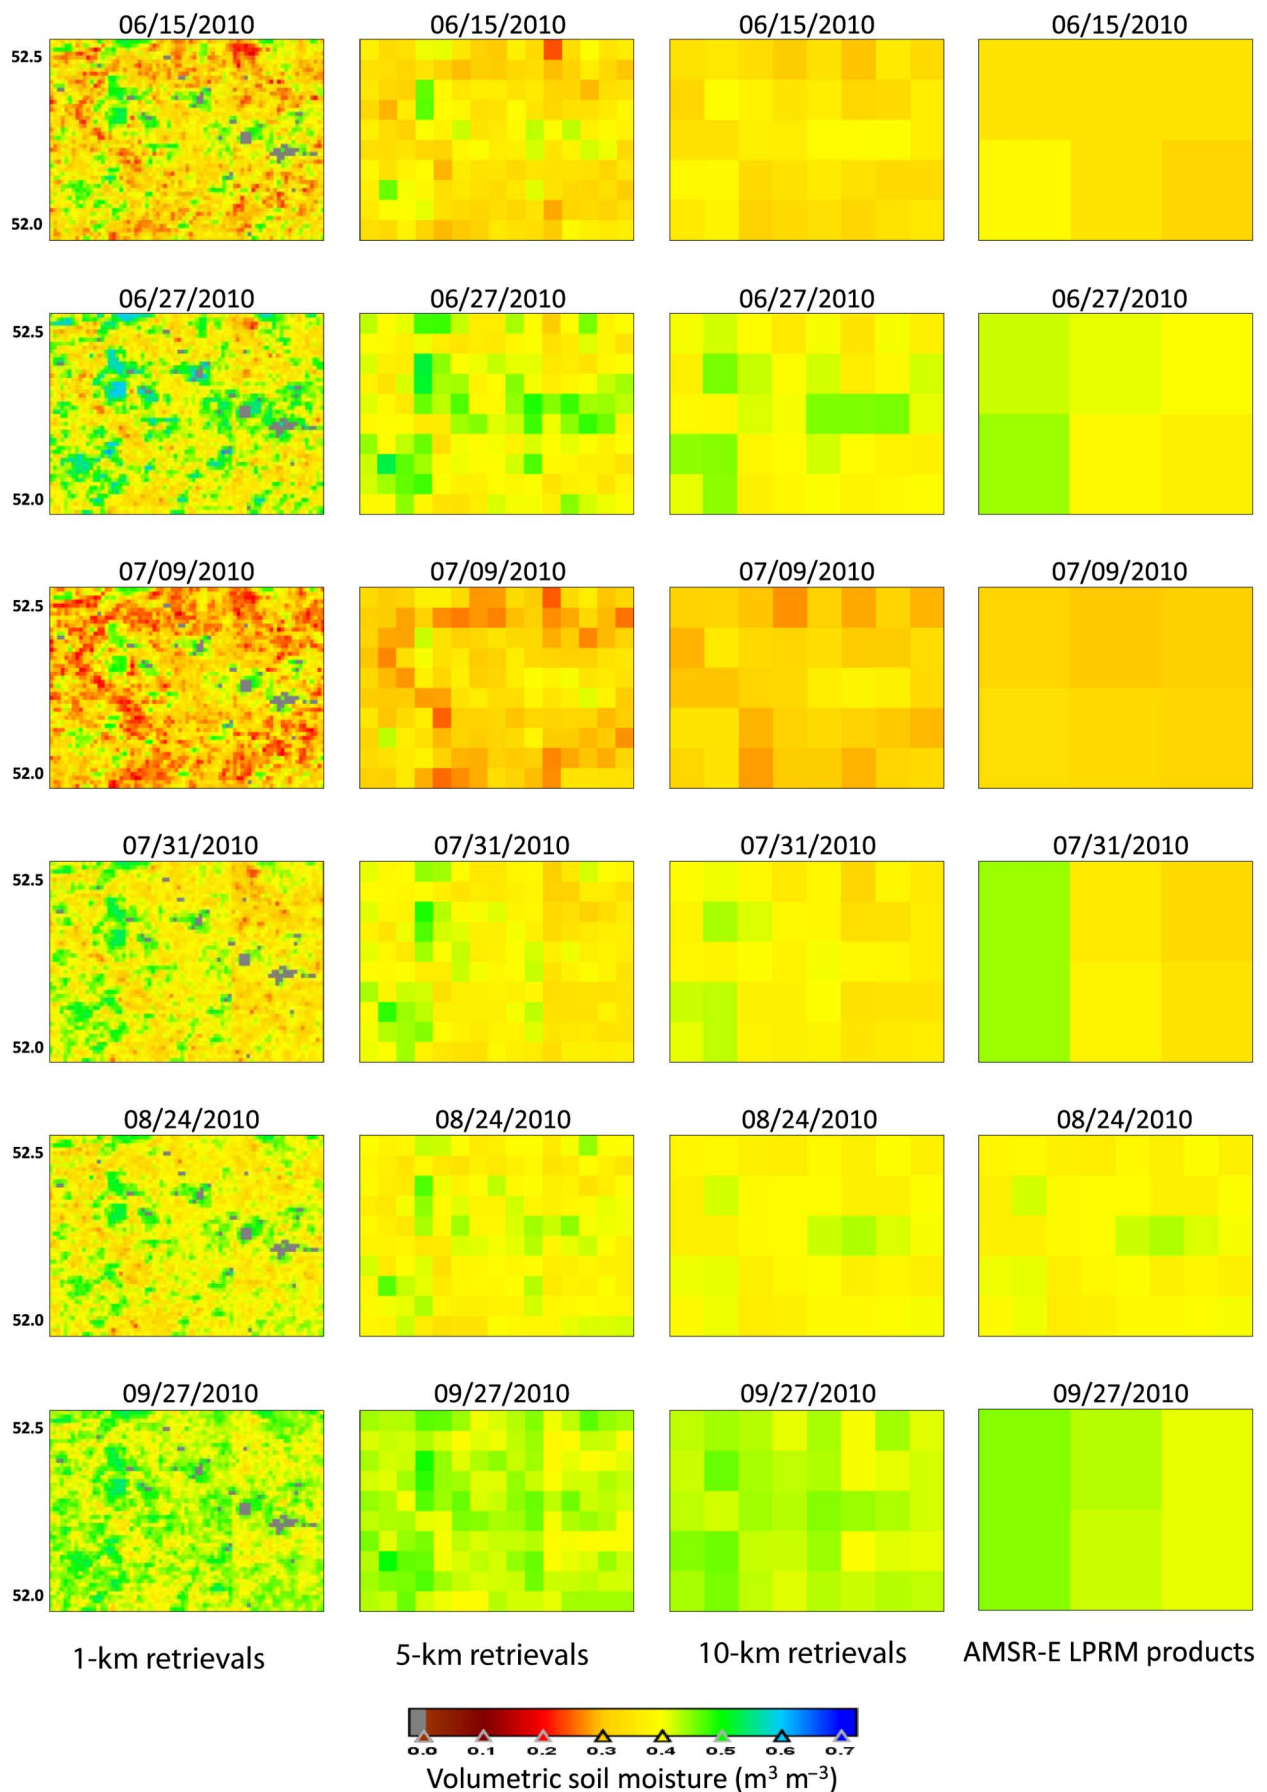 06/15/2010 06/15/2010 06/15/2010 06/15/2010
52.5
52.0
06/27/2010 06/27/2010 06/27/2010 06/27/2010
52.5
52.0
07/09/2010 07/09/2010 07/09/2010 07/09/2010
52.5
52.0
07/31/2010 07/31/2010 07/31/2010 07/31/2010
52.5
52.0
08/24/2010 08/24/2010 08/24/2010 08/24/2010
52.5
52.0
09/27/2010 09/27/2010 09/27/2010 09/27/2010
52.5
52.0
1-km retrievals 5-km retrievals 10-km retrievals AMSR-E LPRM products
0.0 0.1 0.2 0.3 0.4 0.5 0.6 0.7
Volumetric soil moisture (m³ m⁻³)